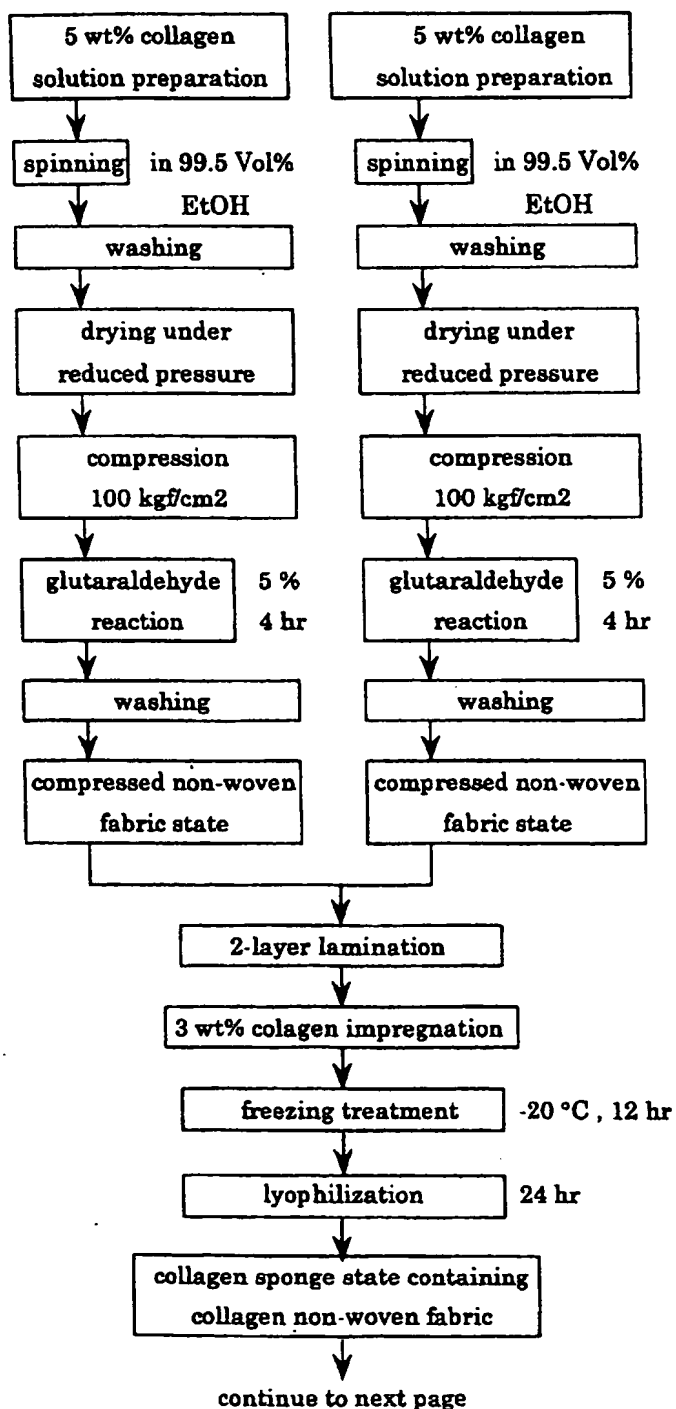 5 wt% collagen
solution preparation
spinning in 99.5 Vol%
EtOH
washing
drying under
reduced pressure
compression
100 kgf/cm2
glutaraldehyde 5 %
reaction 4 hr
washing
compressed non-woven
fabric state
5 wt% collagen
solution preparation
spinning in 99.5 Vol%
EtOH
washing
drying under
reduced pressure
compression
100 kgf/cm2
glutaraldehyde 5 %
reaction 4 hr
washing
compressed non-woven
fabric state
2-layer lamination
3 wt% colagen impregnation
freezing treatment -20 °C , 12 hr
lyophilization 24 hr
collagen sponge state containing
collagen non-woven fabric
continue to next page